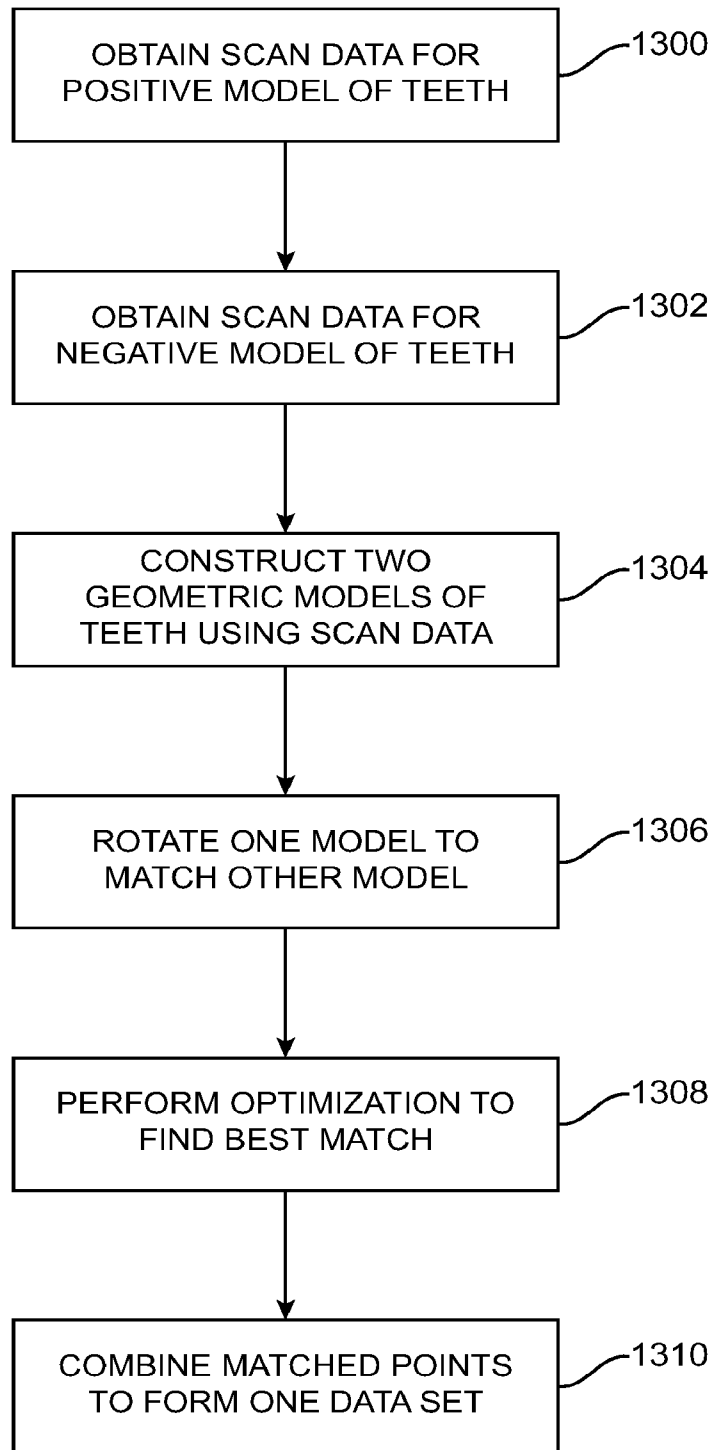 OBTAIN SCAN DATA FOR
POSITIVE MODEL OF TEETH
1300
OBTAIN SCAN DATA FOR
NEGATIVE MODEL OF TEETH
1302
CONSTRUCT TWO
GEOMETRIC MODELS OF
TEETH USING SCAN DATA
1304
ROTATE ONE MODEL TO
MATCH OTHER MODEL
1306
PERFORM OPTIMIZATION TO
FIND BEST MATCH
1308
COMBINE MATCHED POINTS
TO FORM ONE DATA SET
1310